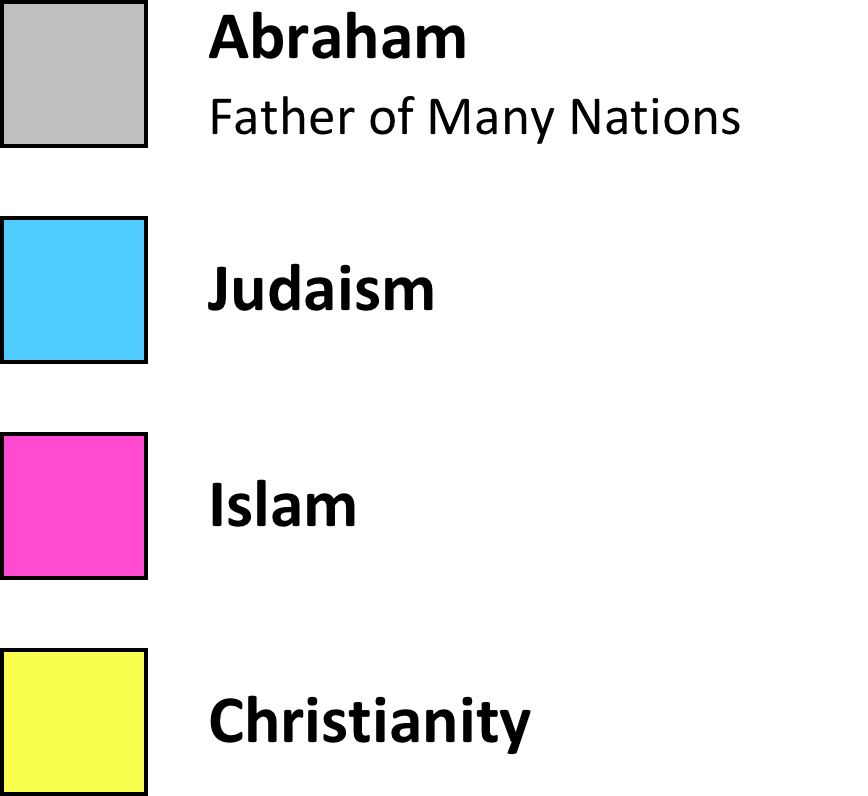 Abraham
Father of Many Nations
Judaism
Islam
Christianity